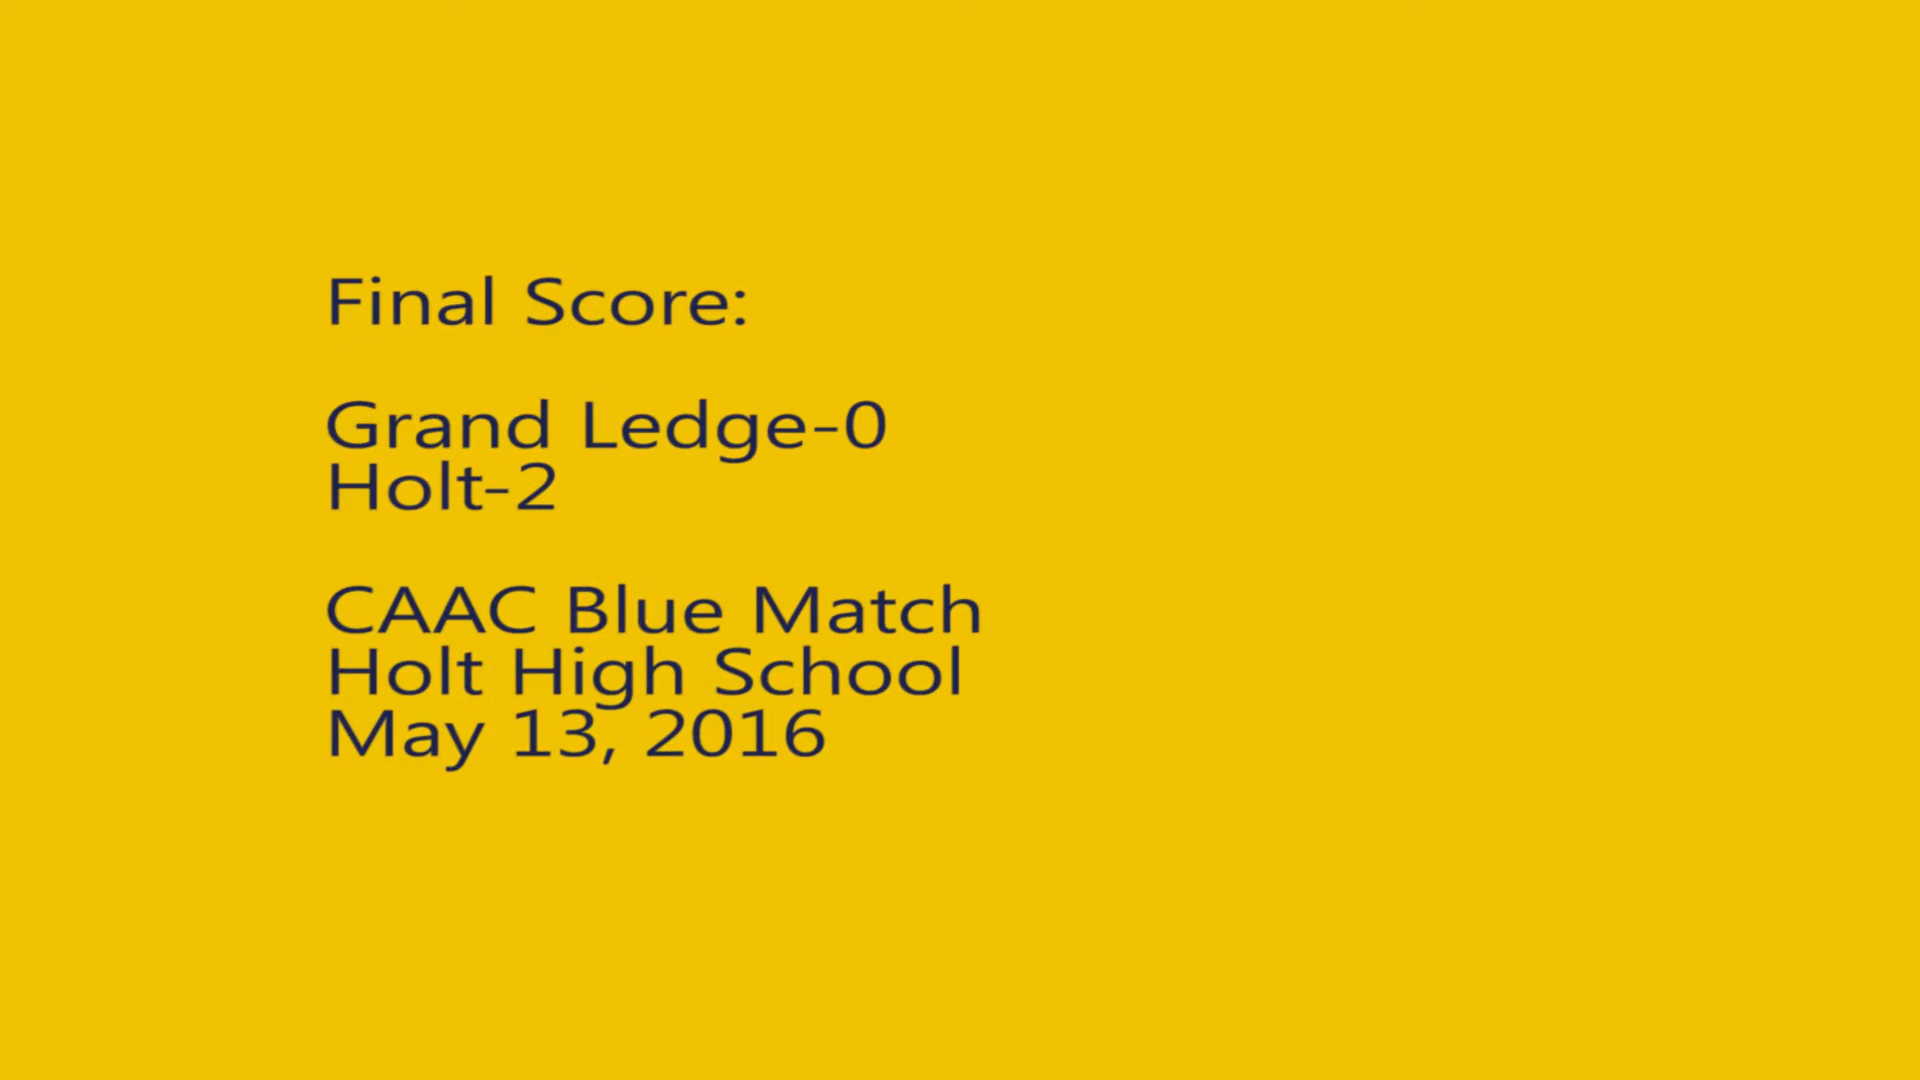 Final Score:
Grand Ledge-0
Holt-2
CAAC Blue Match
Holt High School
May 13, 2016